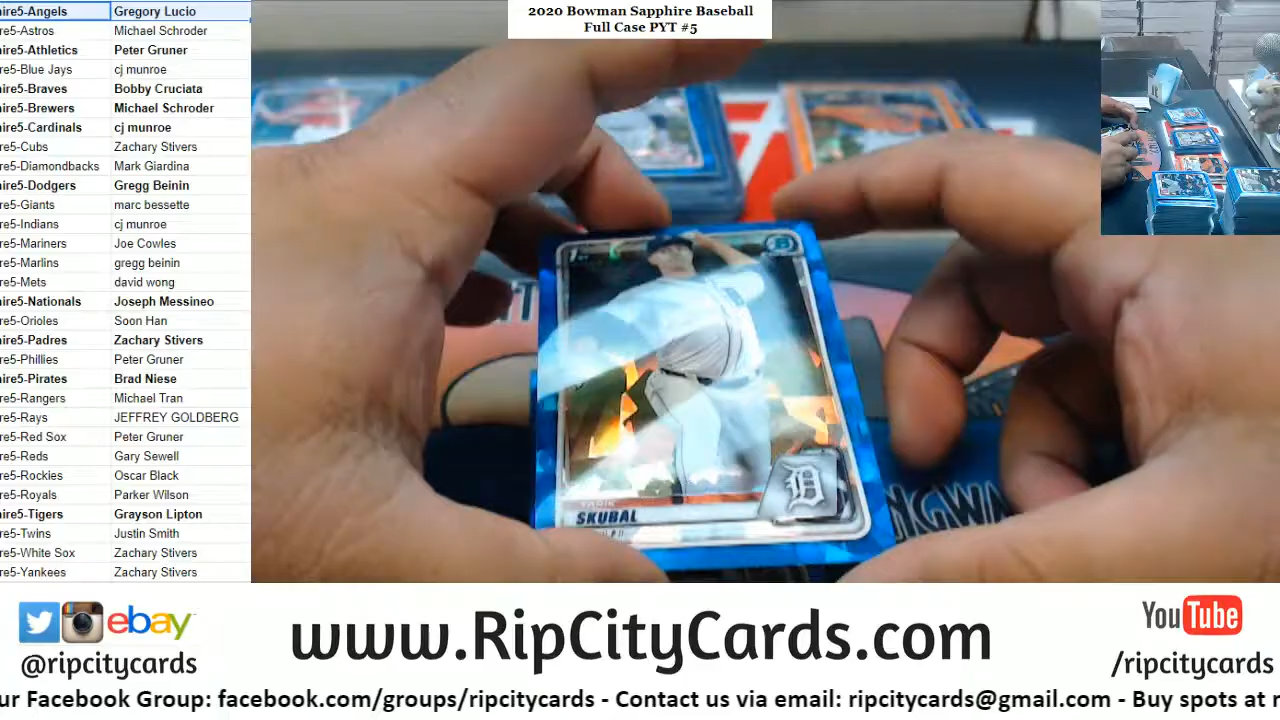 2020 Bowman Sapphire Baseball
Full Case PYT #5
ire5-Angels Gregory Lucio
re5-Astros Michael Schroder
ire5-Athletics Peter Gruner
re5-Blue Jays cj munroe
ire5-Braves Bobby Cruciata
ire5-Brewers Michael Schroder
ire5-Cardinals cj munroe
re5-Cubs Zachary Stivers
re5-Diamondbacks Mark Giardina
ire5-Dodgers Gregg Beinin
re5-Giants marc bessette
re5-Indians cj munroe
re5-Mariners Joe Cowles
re5-Marlins gregg beinin
re5-Mets david wong
ire5-Nationals Joseph Messineo
re5-Orioles Soon Han
ire5-Padres Zachary Stivers
re5-Phillies Peter Gruner
ire5-Pirates Brad Niese
re5-Rangers Michael Tran
re5-Rays JEFFREY GOLDBERG
re5-Red Sox Peter Gruner
re5-Reds Gary Sewell
re5-Rockies Oscar Black
re5-Royals Parker Wilson
ire5-Tigers Grayson Lipton
re5-Twins Justin Smith
re5-White Sox Zachary Stivers
re5-Yankees Zachary Stivers
1st
B
TARIK
SKUBAL
D
NGWA
ebay
@ripcitycards
www.RipCityCards.com
YouTube
/ripcitycards
ur Facebook Group: facebook.com/groups/ripcitycards - Contact us via email: ripcitycards@gmail.com - Buy spots at r